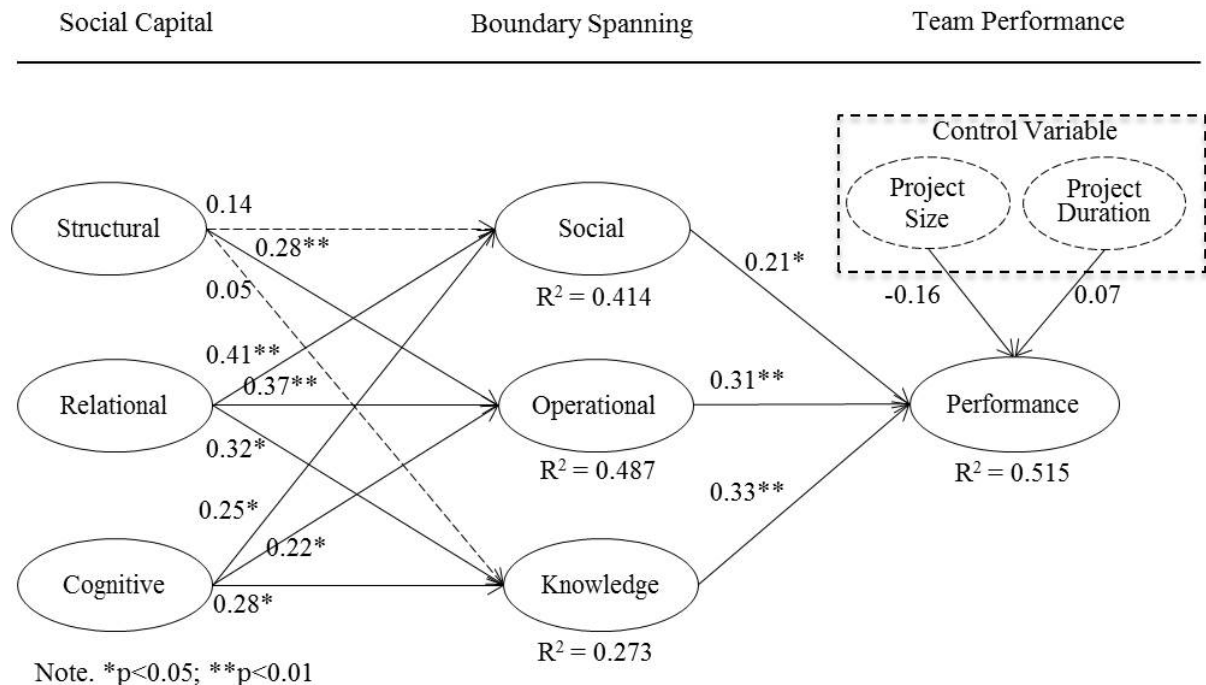 Social Capital
Boundary Spanning
Team Performance
Control Variable
Project
Size
Project
Duration
Structural
0.14
0.28**
0.05
Social
R² = 0.414
0.21*
-0.16
0.07
Relational
0.41**
0.37**
0.32*
Operational
R² = 0.487
0.31**
Performance
R² = 0.515
Cognitive
0.25*
0.22*
0.28*
Knowledge
R² = 0.273
0.33**
Note. *p<0.05; **p<0.01